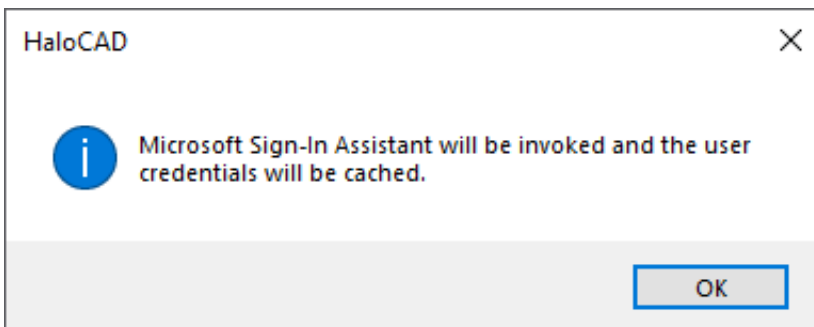 HaloCAD
Microsoft Sign-In Assistant will be invoked and the user
credentials will be cached.
OK